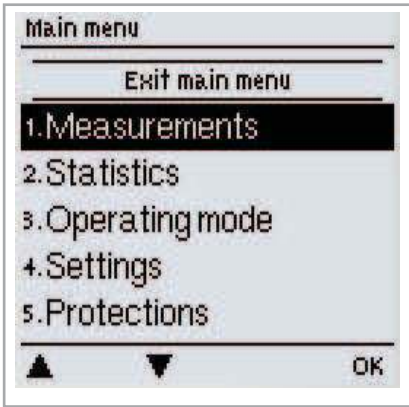 Main menu
Exit main menu
1.Measurements
2.Statistics
3.Operating mode
4.Settings
5.Protections
▲ ▼ OK